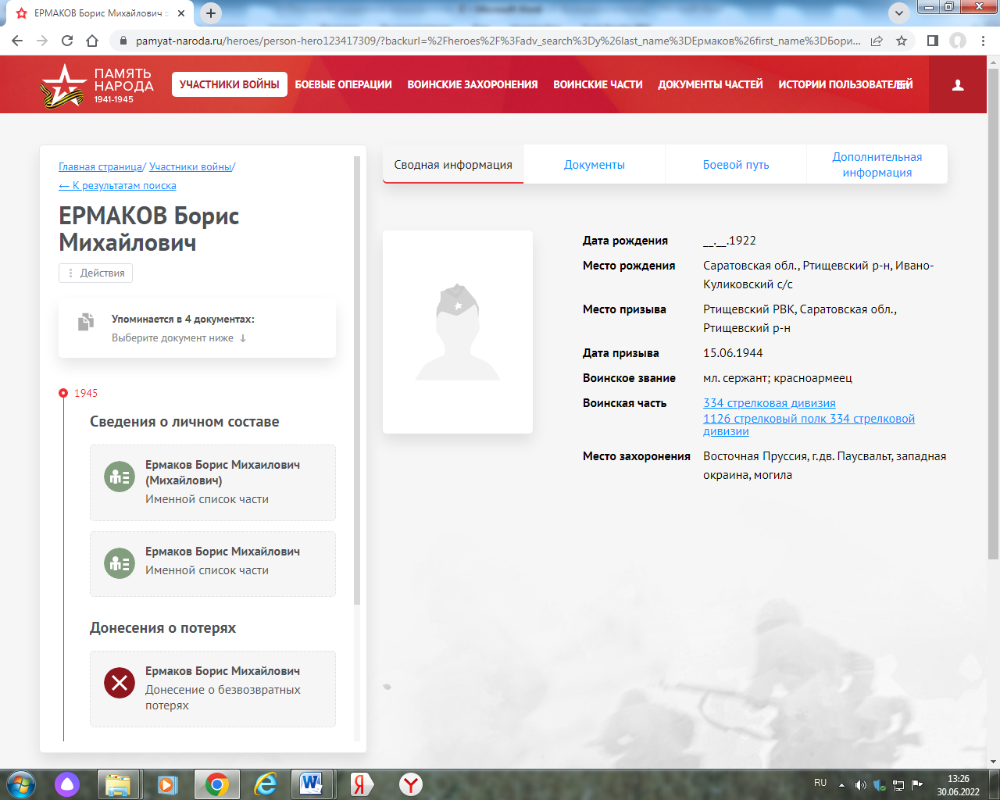 ЕРМАКОВ Борис Михайлович ::
pamyat-naroda.ru/heroes/person-hero123417309/?backurl=%2Fheroes%2F%3Fadv_search%3Dy%26last_name%3DЕрмаков%26first_name%3DБори...
ПАМЯТЬ
НАРОДА
1941-1945
УЧАСТНИКИ ВОЙНЫ БОЕВЫЕ ОПЕРАЦИИ ВОИНСКИЕ ЗАХОРОНЕНИЯ ВОИНСКИЕ ЧАСТИ ДОКУМЕНТЫ ЧАСТЕЙ ИСТОРИИ ПОЛЬЗОВАТЕЛЕЙ
En
Главная страница/ Участники войны/
← К результатам поиска
ЕРМАКОВ Борис
Михайлович
Действия
Упоминается в 4 документах:
Выберите документ ниже ↓
1945
Сведения о личном составе
Ермаков Борис Михаилович
(Михайлович)
Именной список части
Ермаков Борис Михайлович
Именной список части
Донесения о потерях
Ермаков Борис Михайлович
Донесение о безвозвратных
потерях
Сводная информация
Документы
Боевой путь
Дополнительная
информация
Дата рождения __.__.1922
Место рождения Саратовская обл., Ртищевский р-н, Ивано-
Куликовский с/с
Место призыва Ртищевский РВК, Саратовская обл.,
Ртищевский р-н
Дата призыва 15.06.1944
Воинское звание мл. сержант; красноармеец
Воинская часть 334 стрелковая дивизия
1126 стрелковый полк 334 стрелковой
дивизии
Место захоронения Восточная Пруссия, г.дв. Паусвальт, западная
окраина, могила
RU
13:26
30.06.2022